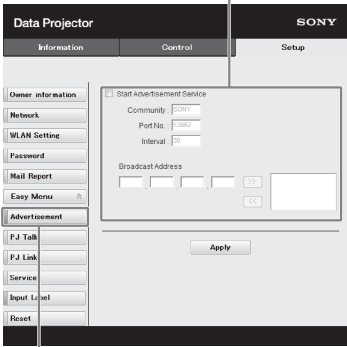 Data Projector
SONY
Information
Control
Setup
Owner information
Network
WLAN Setting
Password
Mail Report
Easy Menu
Advertisement
PJ Talk
PJ Link
Service
Input Label
Reset
Start Advertisement Service
Community : SONY
Port No. : 53862
Interval : 30
Broadcast Address
. . .
>>
<<
Apply